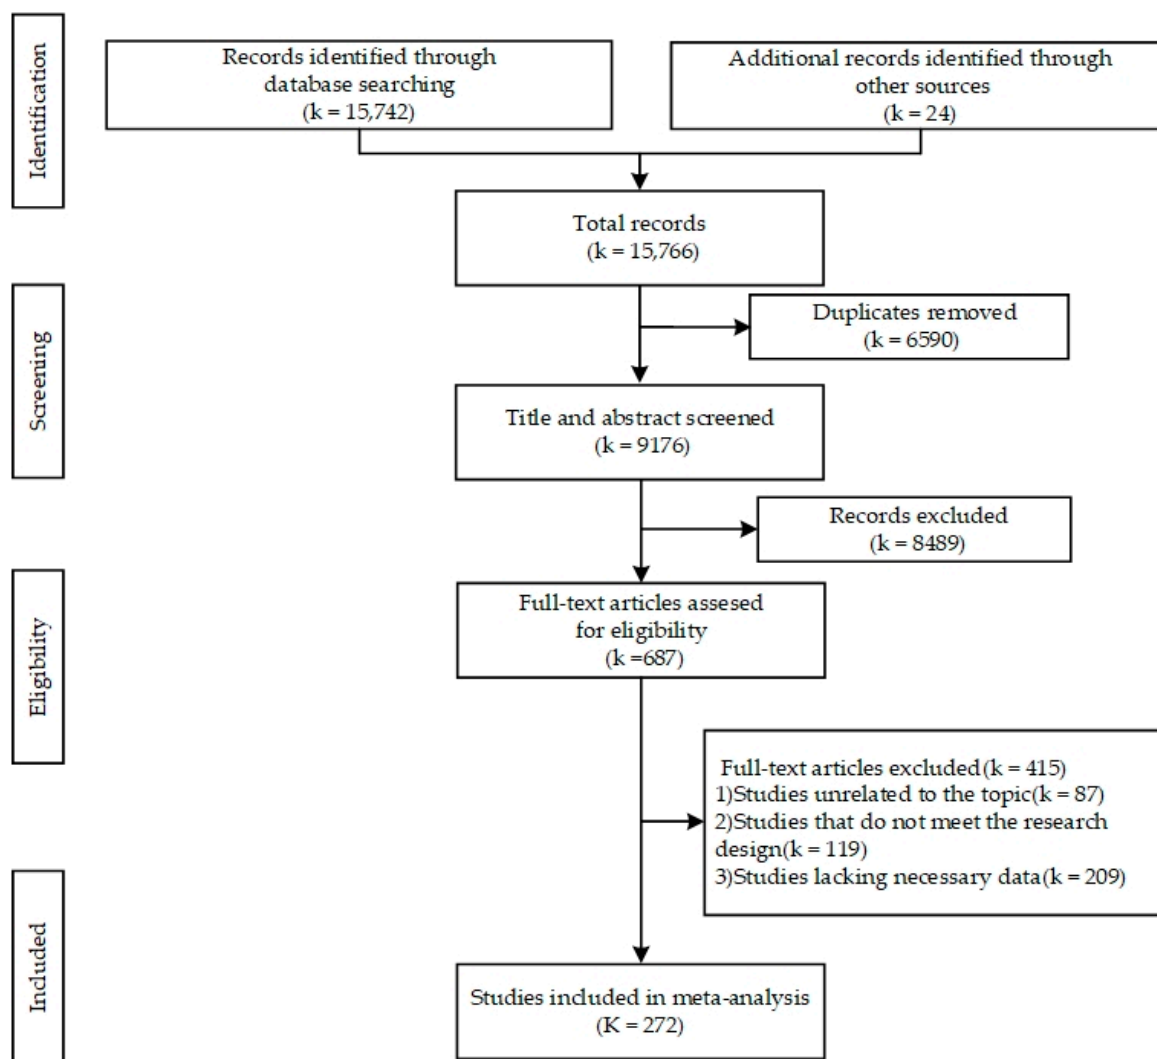 Identification
Records identified through
database searching
(k = 15,742)
Additional records identified through
other sources
(k = 24)
Total records
(k = 15,766)
Screening
Duplicates removed
(k = 6590)
Title and abstract screened
(k = 9176)
Records excluded
(k = 8489)
Eligibility
Full-text articles assesed
for eligibility
(k =687)
Full-text articles excluded(k = 415)
1)Studies unrelated to the topic(k = 87)
2)Studies that do not meet the research
design(k = 119)
3)Studies lacking necessary data(k = 209)
Included
Studies included in meta-analysis
(K = 272)